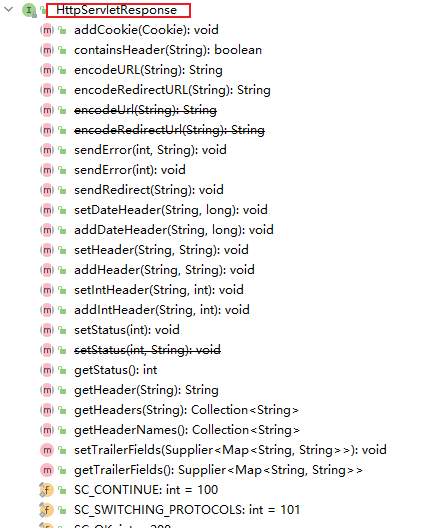 HttpServletResponse
addCookie(Cookie): void
containsHeader(String): boolean
encodeURL(String): String
encodeRedirectURL(String): String
encodeUrl(String): String
encodeRedirectUrl(String): String
sendError(int, String): void
sendError(int): void
sendRedirect(String): void
setDateHeader(String, long): void
addDateHeader(String, long): void
setHeader(String, String): void
addHeader(String, String): void
setIntHeader(String, int): void
addIntHeader(String, int): void
setStatus(int): void
setStatus(int, String): void
getStatus(): int
getHeader(String): String
getHeaders(String): Collection<String>
getHeaderNames(): Collection<String>
setTrailerFields(Supplier<Map<String, String>>): void
getTrailerFields(): Supplier<Map<String, String>>
SC_CONTINUE: int = 100
SC_SWITCHING_PROTOCOLS: int = 101